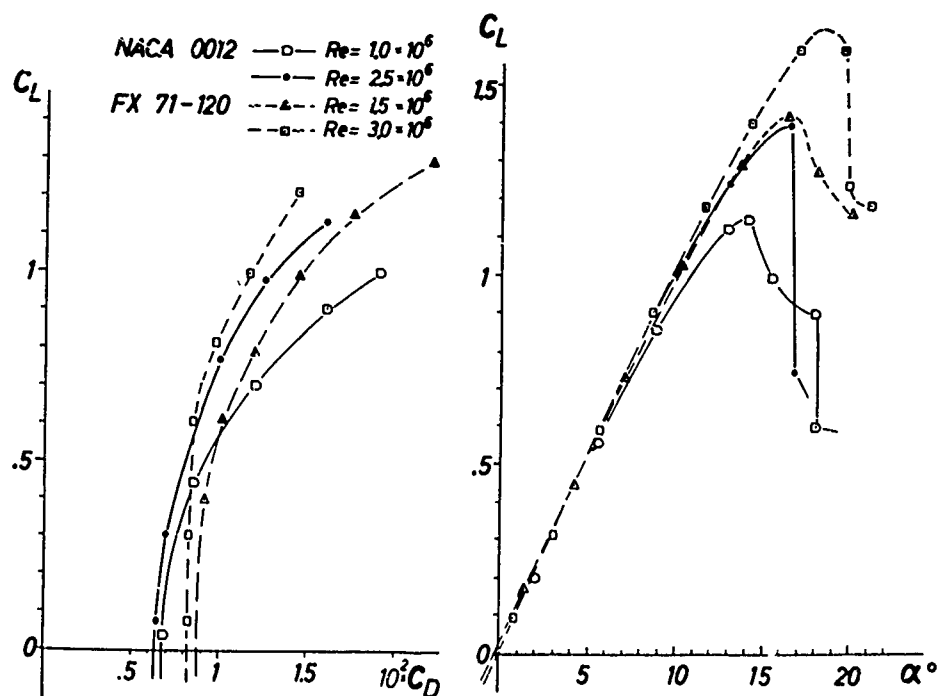 NACA 0012 Re= 1,0·10⁶
Re= 2,5·10⁶
FX 71-120 Re= 1,5·10⁶
Re= 3,0·10⁶
C_L
1
.5
0
.5
1
1.5
10²·C_D
C_L
1.5
1
.5
0
5
10
15
20
α°